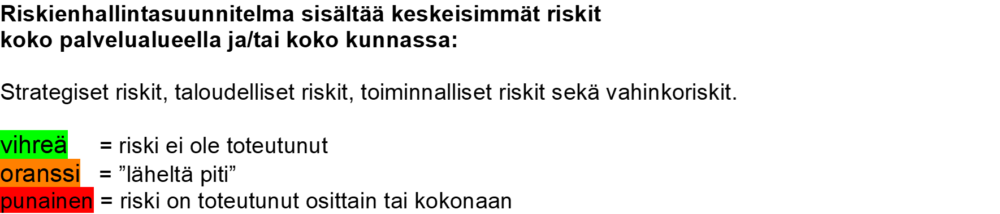 Riskienhallintasuunnitelma sisältää keskeisimmät riskit
koko palvelualueella ja/tai koko kunnassa:
Strategiset riskit, taloudelliset riskit, toiminnalliset riskit sekä vahinkoriskit.
vihreä = riski ei ole toteutunut
oranssi = ”läheltä piti”
punainen = riski on toteutunut osittain tai kokonaan